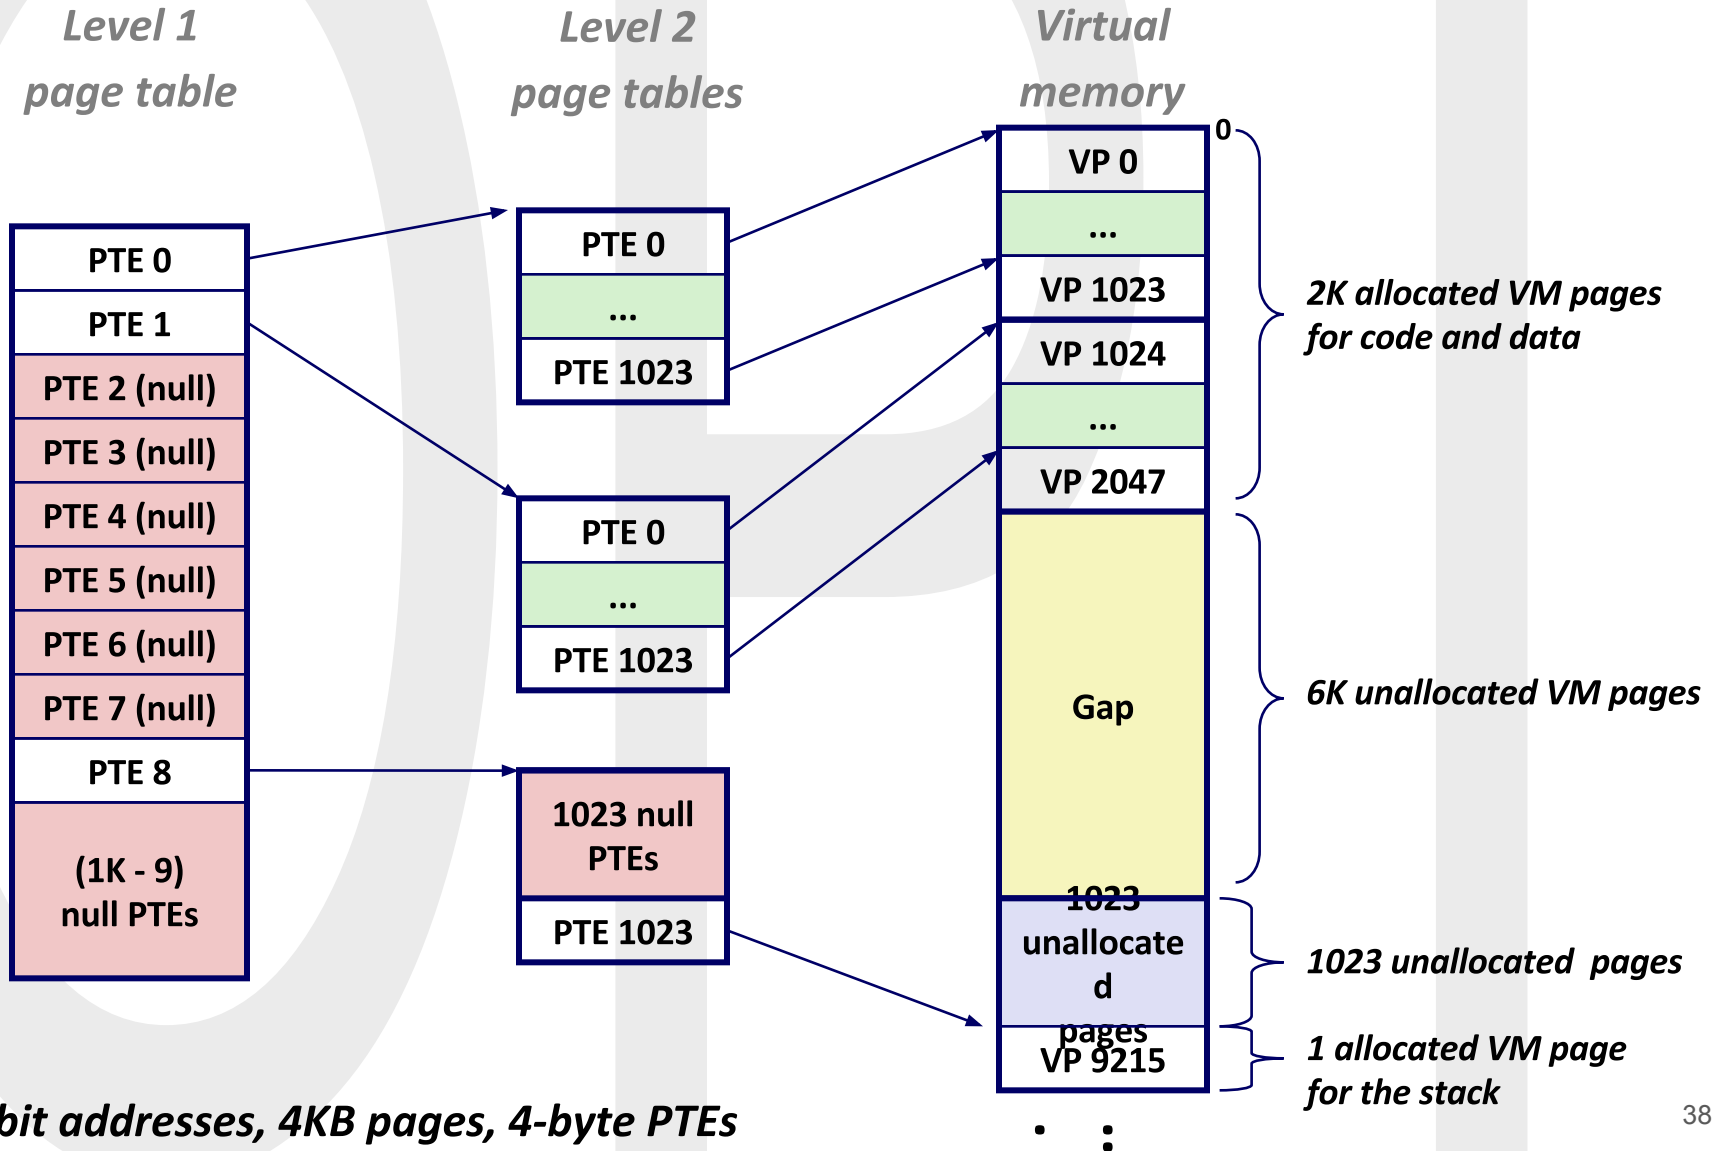 Level 1
page table
Level 2
page tables
Virtual
memory
PTE 0
PTE 1
PTE 2 (null)
PTE 3 (null)
PTE 4 (null)
PTE 5 (null)
PTE 6 (null)
PTE 7 (null)
PTE 8
(1K - 9)
null PTEs
PTE 0
...
PTE 1023
PTE 0
...
PTE 1023
1023 null
PTEs
PTE 1023
0
VP 0
...
VP 1023
VP 1024
...
VP 2047
Gap
1023
unallocate
d
pages
VP 9215
2K allocated VM pages
for code and data
6K unallocated VM pages
1023 unallocated pages
1 allocated VM page
for the stack
bit addresses, 4KB pages, 4-byte PTEs
38